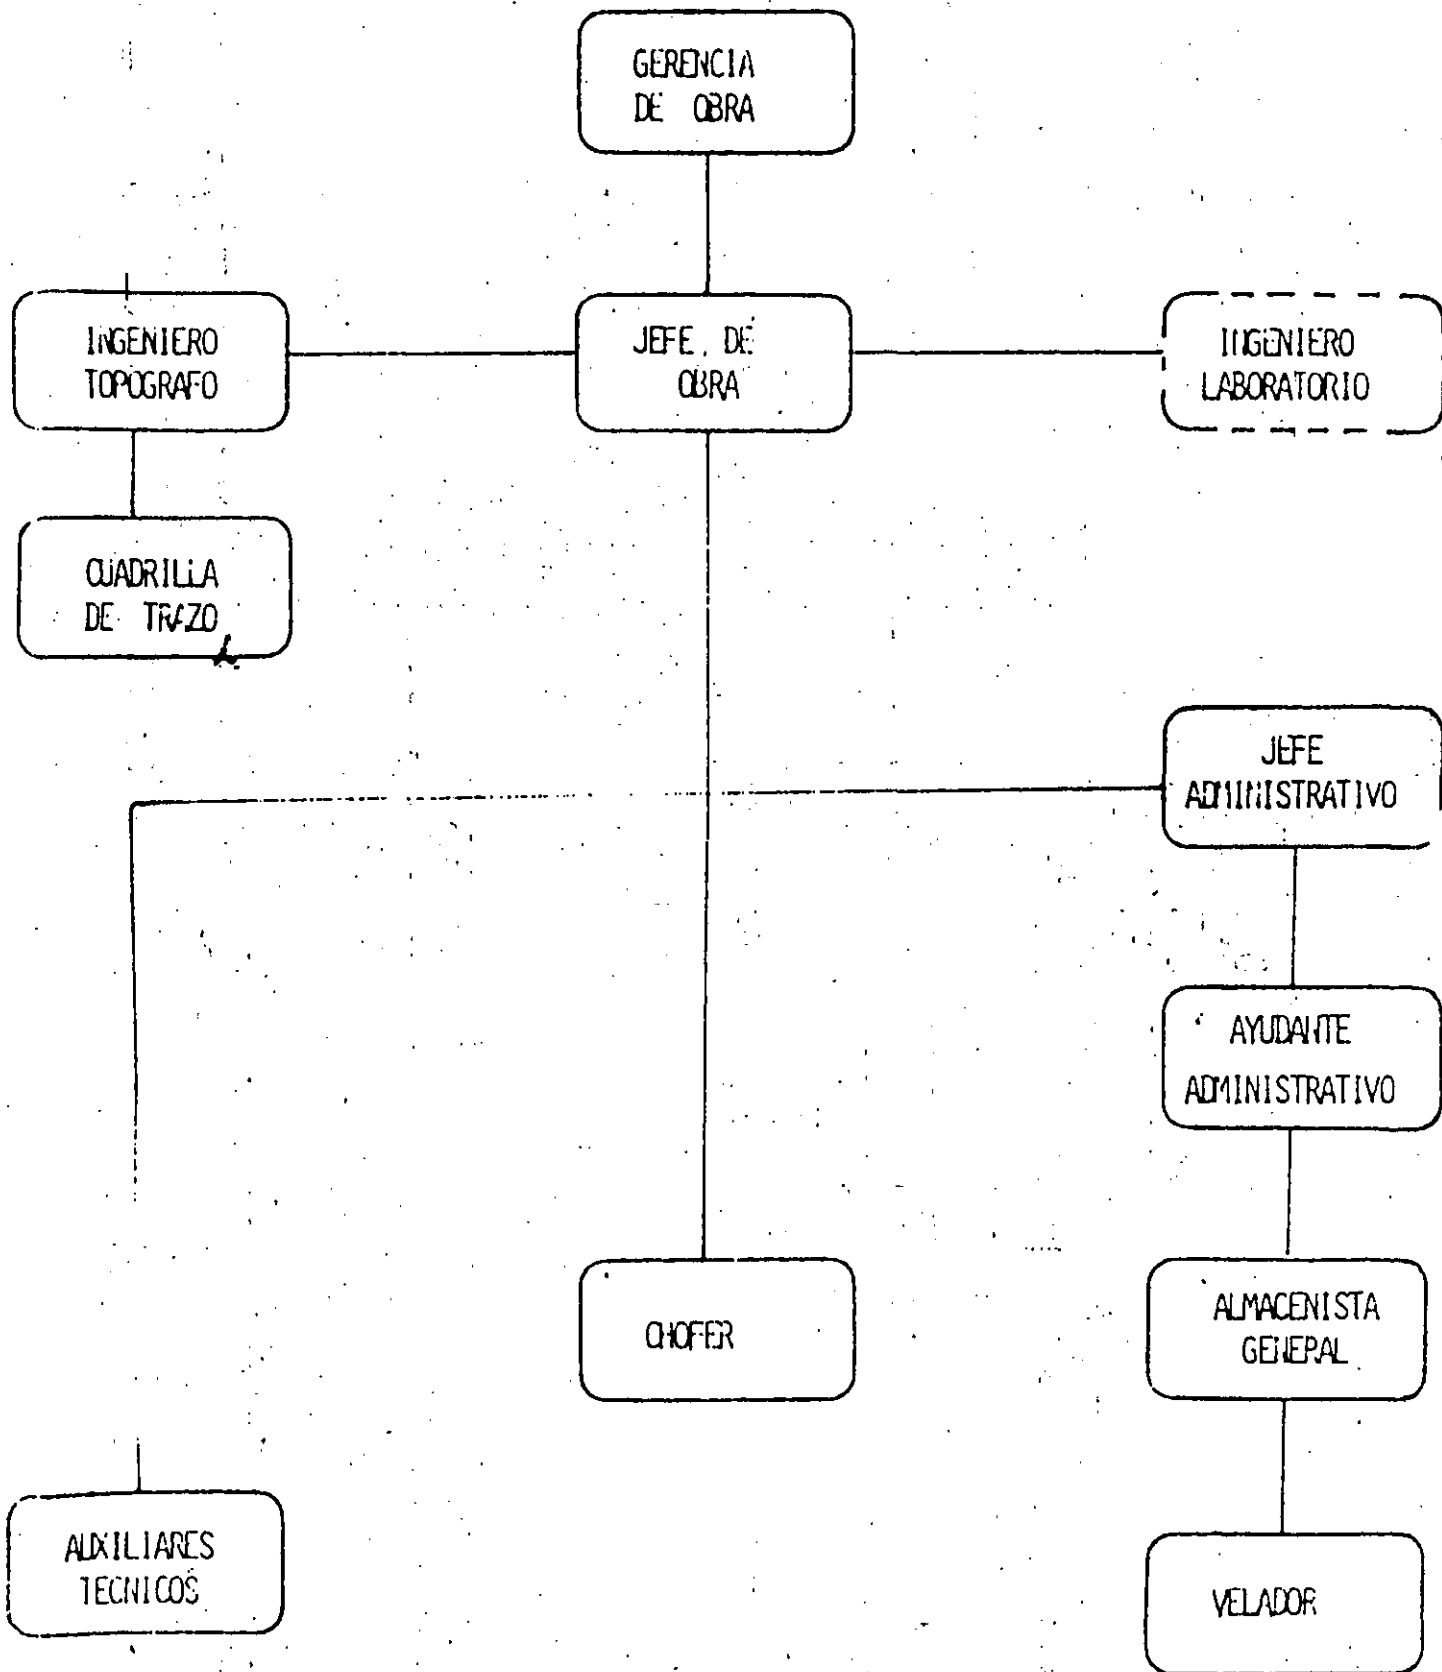 GERENCIA
DE OBRA
INGENIERO
TOPOGRAFO
JEFE DE
OBRA
INGENIERO
LABORATORIO
CUADRILLA
DE TRAZO
JEFE
ADMINISTRATIVO
AYUDANTE
ADMINISTRATIVO
CHOFER
ALMACENISTA
GENERAL
AUXILIARES
TECNICOS
VELADOR